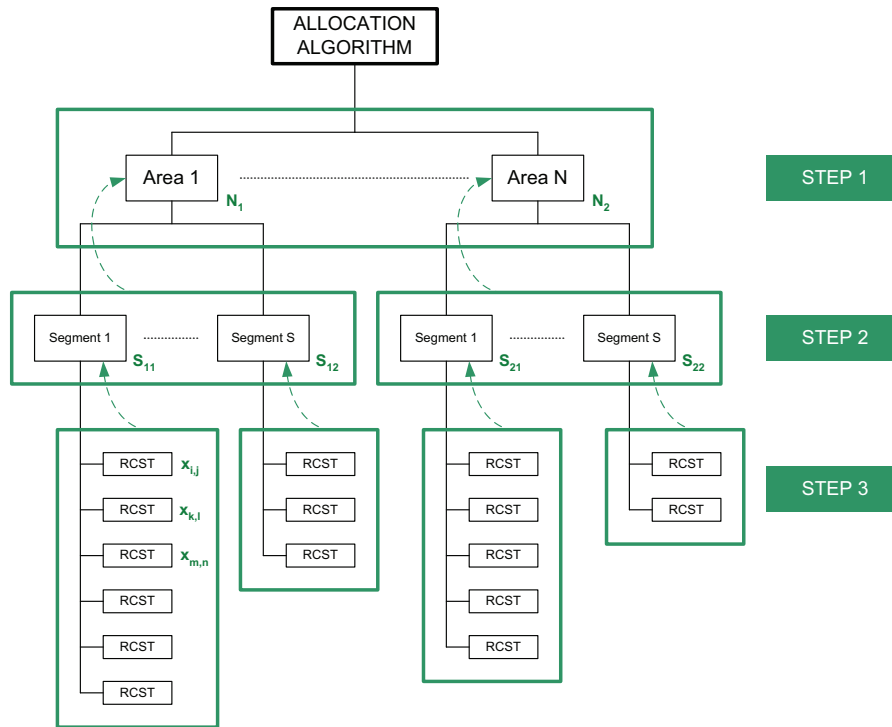 ALLOCATION
ALGORITHM
Area 1
Area N
STEP 1
N1
N2
Segment 1
Segment S
Segment 1
Segment S
STEP 2
S11
S12
S21
S22
RCST
xi,j
RCST
RCST
RCST
RCST
xk,l
RCST
RCST
RCST
STEP 3
RCST
xm,n
RCST
RCST
RCST
RCST
RCST
RCST
RCST